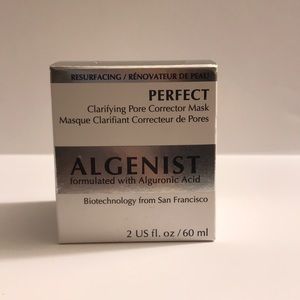 RESURFACING / RÉNOVATEUR DE PEAU
PERFECT
Clarifying Pore Corrector Mask
Masque Clarifiant Correcteur de Pores
ALGENIST
formulated with Alguronic Acid
Biotechnology from San Francisco
2 US fl. oz / 60 ml